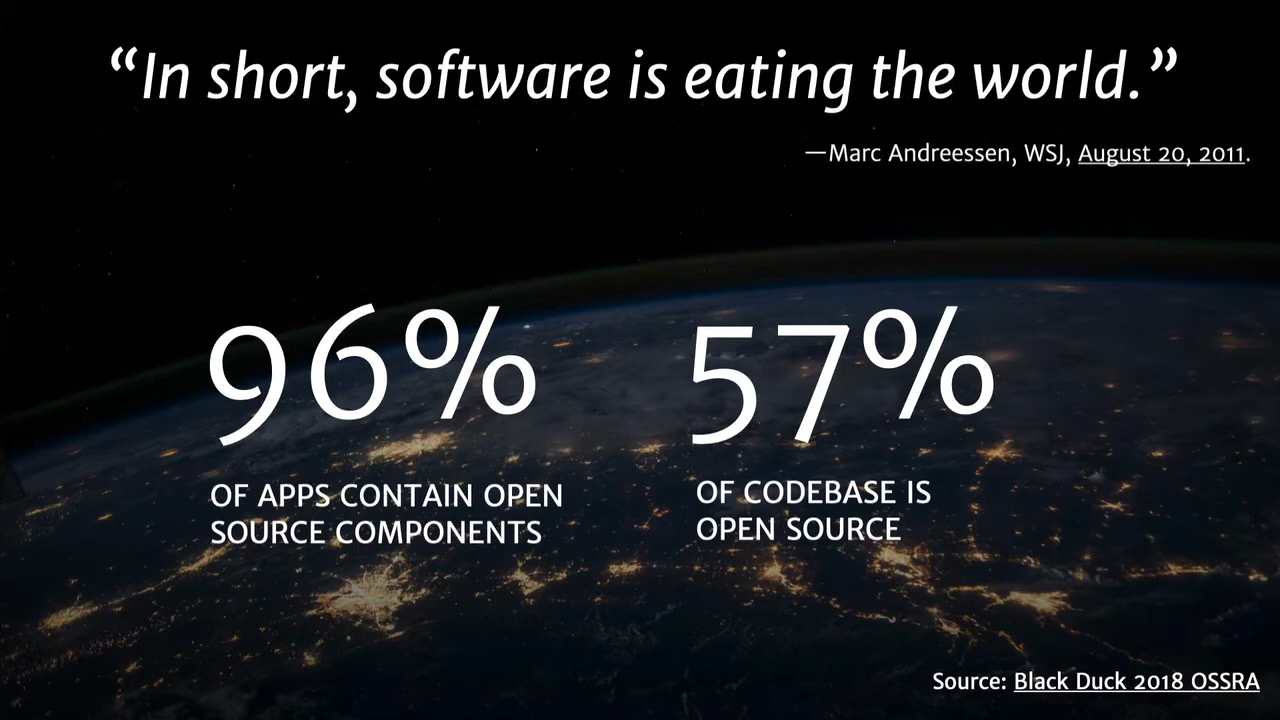 “In short, software is eating the world.”
—Marc Andreessen, WSJ, August 20, 2011.
96%
OF APPS CONTAIN OPEN
SOURCE COMPONENTS
57%
OF CODEBASE IS
OPEN SOURCE
Source: Black Duck 2018 OSSRA